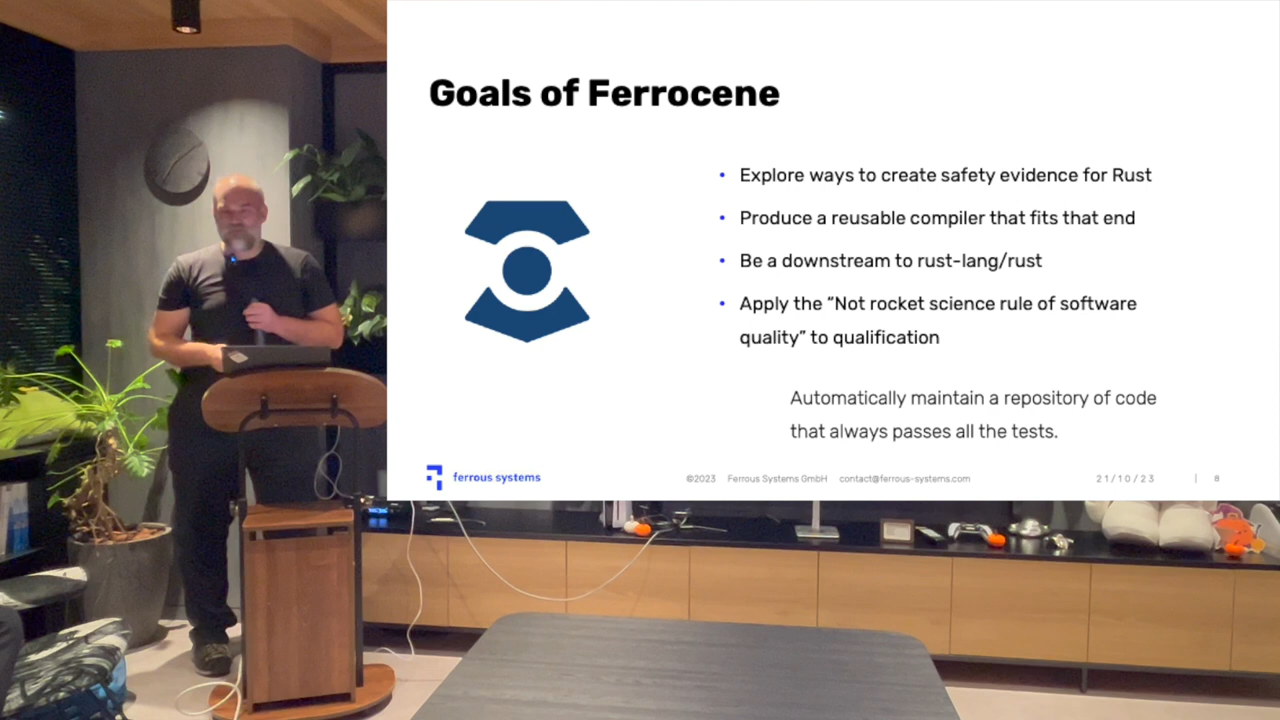 Goals of Ferrocene
• Explore ways to create safety evidence for Rust
• Produce a reusable compiler that fits that end
• Be a downstream to rust-lang/rust
• Apply the “Not rocket science rule of software
quality” to qualification
Automatically maintain a repository of code
that always passes all the tests.
ferrous systems
©2023 Ferrous Systems GmbH contact@ferrous-systems.com
21/10/23 | 8